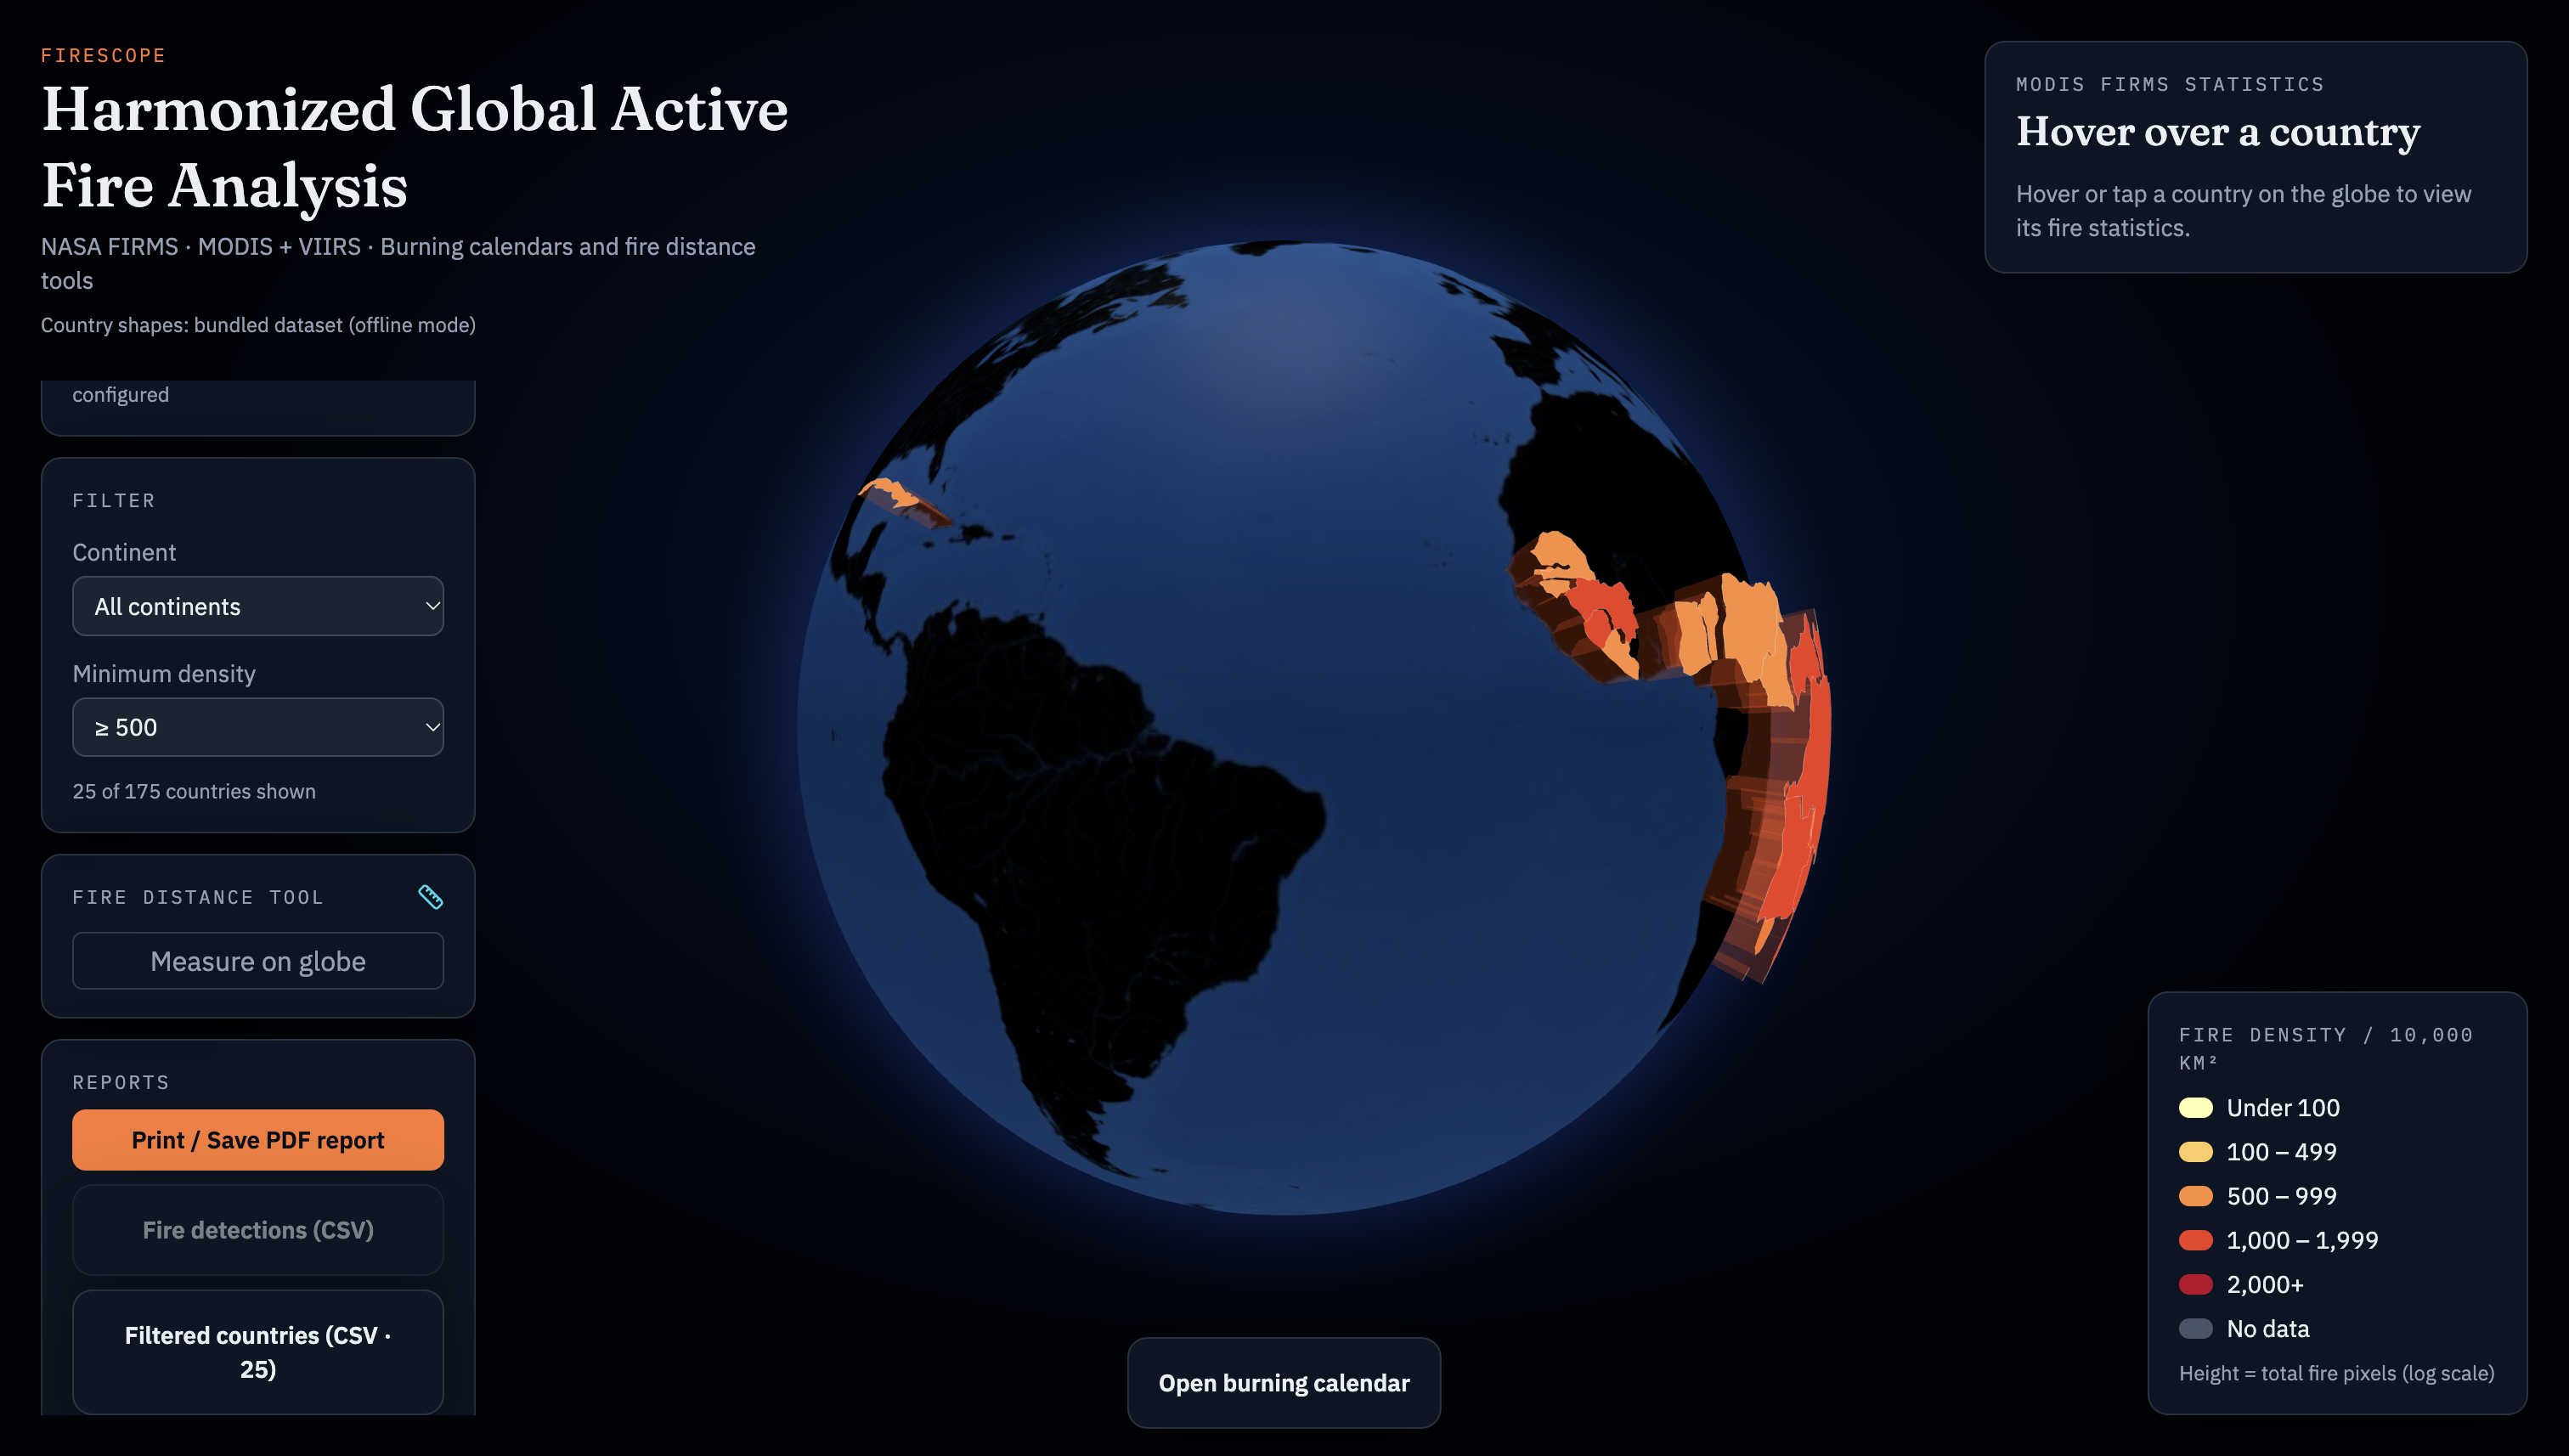 FIRESCOPE
Harmonized Global Active
Fire Analysis
NASA FIRMS · MODIS + VIIRS · Burning calendars and fire distance
tools
Country shapes: bundled dataset (offline mode)
configured
FILTER
Continent
All continents
Minimum density
≥ 500
25 of 175 countries shown
FIRE DISTANCE TOOL
Measure on globe
REPORTS
Print / Save PDF report
Fire detections (CSV)
Filtered countries (CSV ·
25)
Open burning calendar
MODIS FIRMS STATISTICS
Hover over a country
Hover or tap a country on the globe to view
its fire statistics.
FIRE DENSITY / 10,000
KM²
Under 100
100 – 499
500 – 999
1,000 – 1,999
2,000+
No data
Height = total fire pixels (log scale)